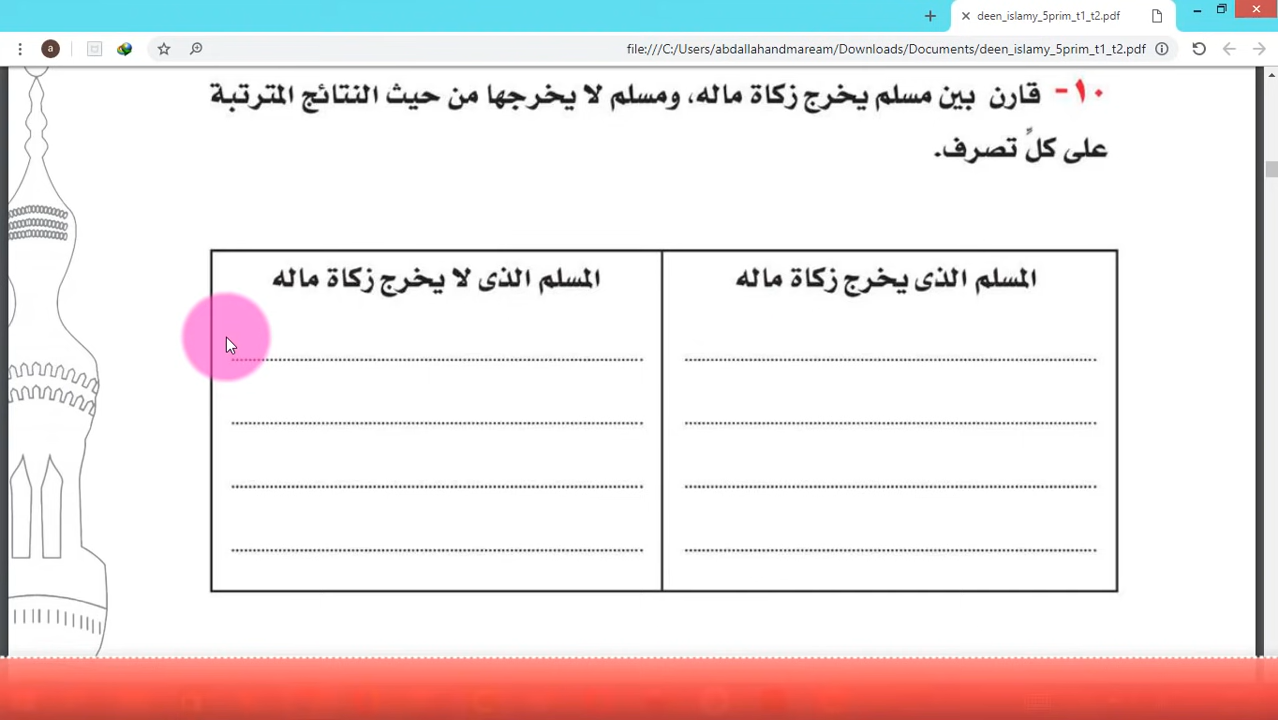 deen_islamy_5prim_t1_t2.pdf
a
file:///C:/Users/abdallahandmaream/Downloads/Documents/deen_islamy_5prim_t1_t2.pdf
١٠- قارن بين مسلم يخرج زكاة ماله، ومسلم لا يخرجها من حيث النتائج المترتبة
على كلِّ تصرف.
المسلم الذى يخرج زكاة ماله
المسلم الذى لا يخرج زكاة ماله